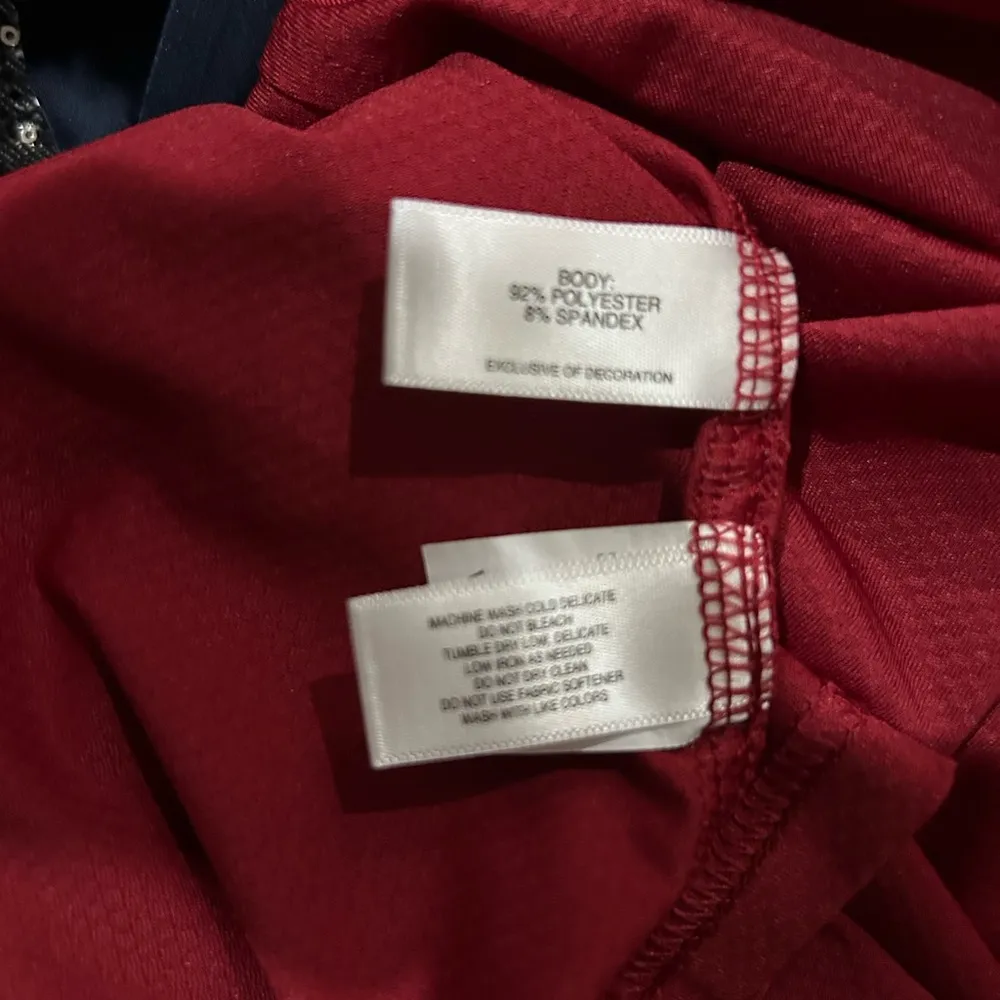 BODY:
92% POLYESTER
8% SPANDEX
EXCLUSIVE OF DECORATION
MACHINE WASH COLD DELICATE
DO NOT BLEACH
TUMBLE DRY LOW, DELICATE
LOW IRON AS NEEDED
DO NOT DRY CLEAN
DO NOT USE FABRIC SOFTENER
WASH WITH LIKE COLORS